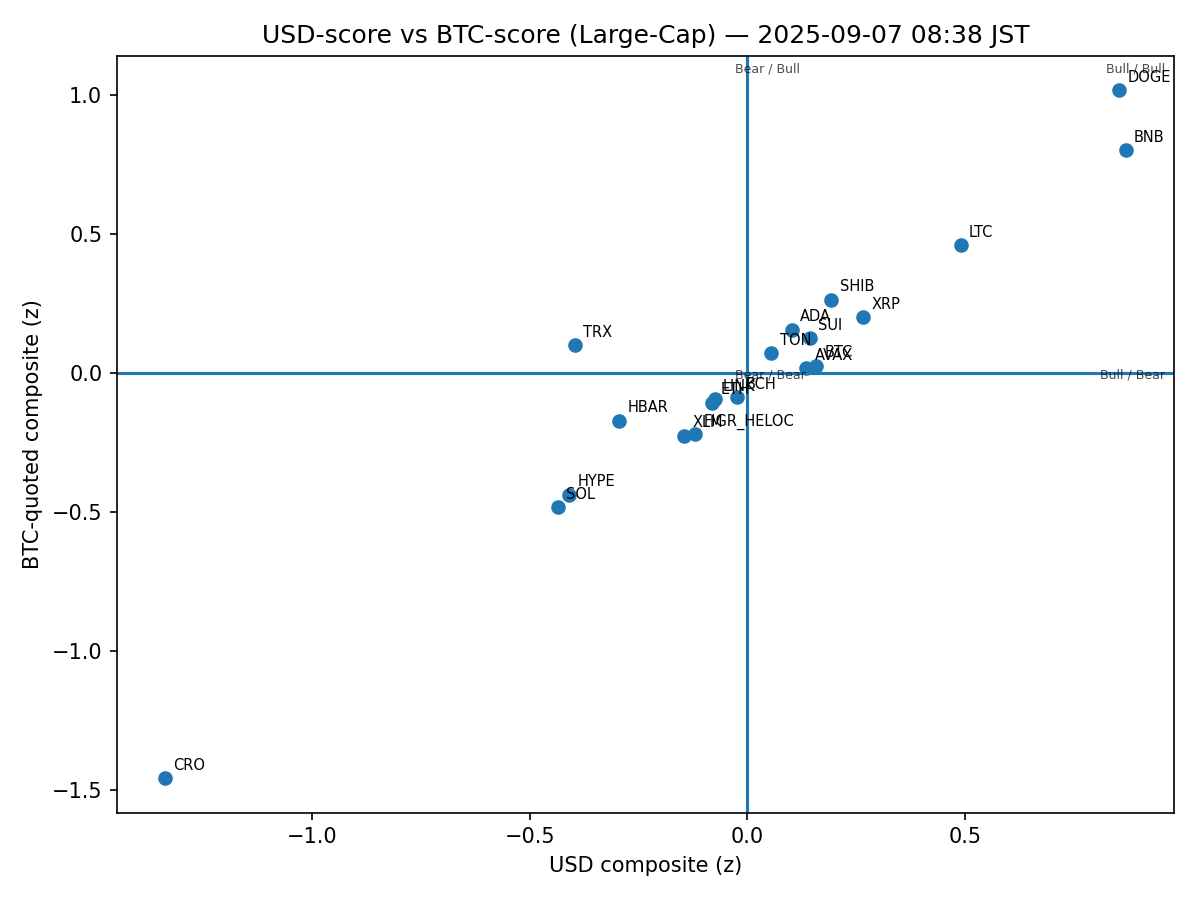 USD-score vs BTC-score (Large-Cap) — 2025-09-07 08:38 JST
Bear / Bull
Bull / Bull
DOGE
1.0
BNB
0.5
LTC
SHIB
XRP
ADA
SUI
TRX
TON
BTC
AVAX
0.0
Bear / Bear
Bull / Bear
BCH
LINK
ETH
HBAR
XLM
FIGR_HELOC
HYPE
SOL
−0.5
−1.0
CRO
−1.5
−1.0
−0.5
0.0
0.5
USD composite (z)
BTC-quoted composite (z)